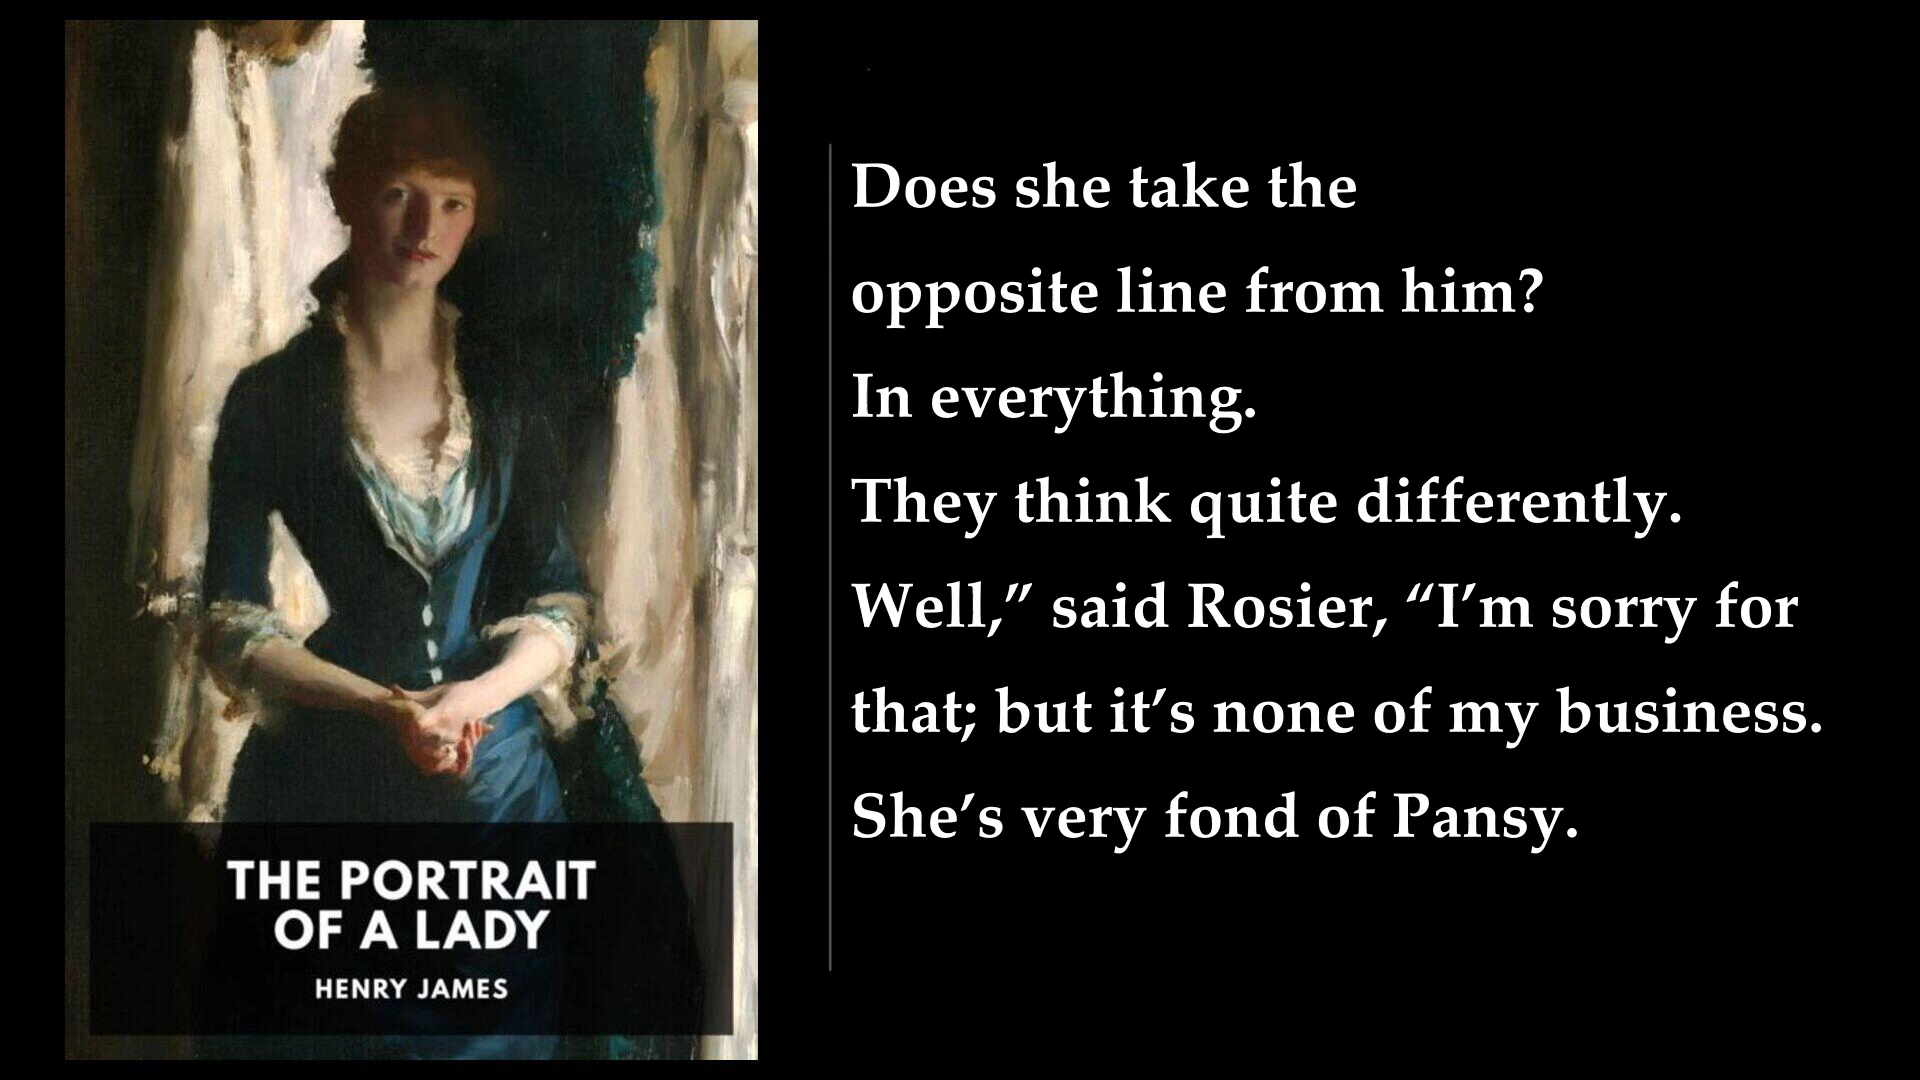 THE PORTRAIT
OF A LADY
HENRY JAMES
Does she take the
opposite line from him?
In everything.
They think quite differently.
Well,” said Rosier, “I’m sorry for
that; but it’s none of my business.
She’s very fond of Pansy.